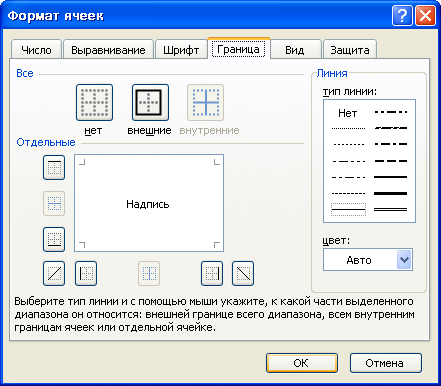 Формат ячеек
Число Выравнивание Шрифт Граница Вид Защита
Все
нет внешние внутренние
Отдельные
Надпись
Линия
тип линии:
Нет
цвет:
Авто
Выберите тип линии и с помощью мыши укажите, к какой части выделенного
диапазона он относится: внешней границе всего диапазона, всем внутренним
границам ячеек или отдельной ячейке.
ОК Отмена